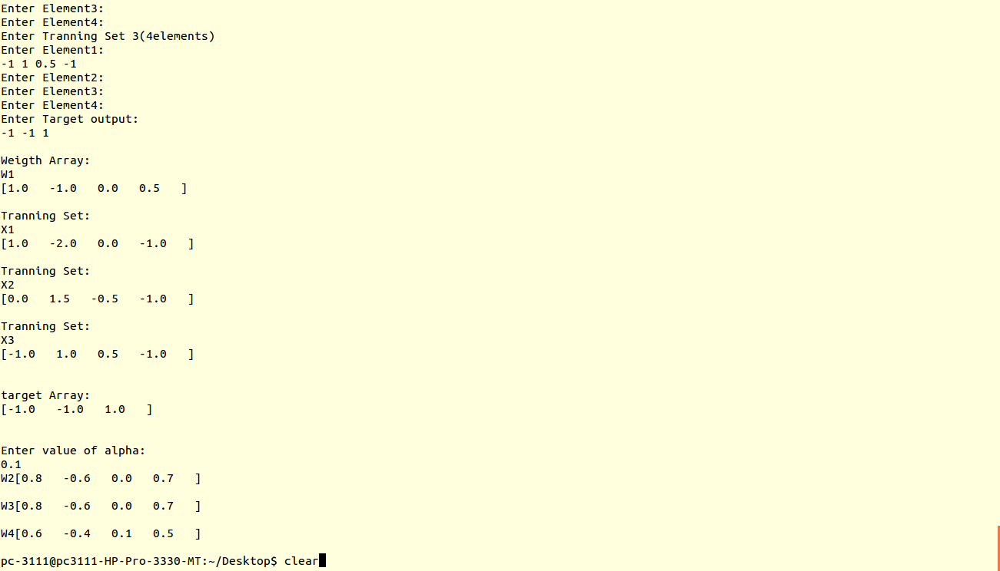 Enter Element3:
Enter Element4:
Enter Tranning Set 3(4elements)
Enter Element1:
-1 1 0.5 -1
Enter Element2:
Enter Element3:
Enter Element4:
Enter Target output:
-1 -1 1
Weigth Array:
W1
[1.0   -1.0   0.0   0.5   ]
Tranning Set:
X1
[1.0   -2.0   0.0   -1.0   ]
Tranning Set:
X2
[0.0   1.5   -0.5   -1.0   ]
Tranning Set:
X3
[-1.0   1.0   0.5   -1.0   ]
target Array:
[-1.0   -1.0   1.0   ]
Enter value of alpha:
0.1
W2[0.8   -0.6   0.0   0.7   ]
W3[0.8   -0.6   0.0   0.7   ]
W4[0.6   -0.4   0.1   0.5   ]
pc-3111@pc3111-HP-Pro-3330-MT:~/Desktop$ clear